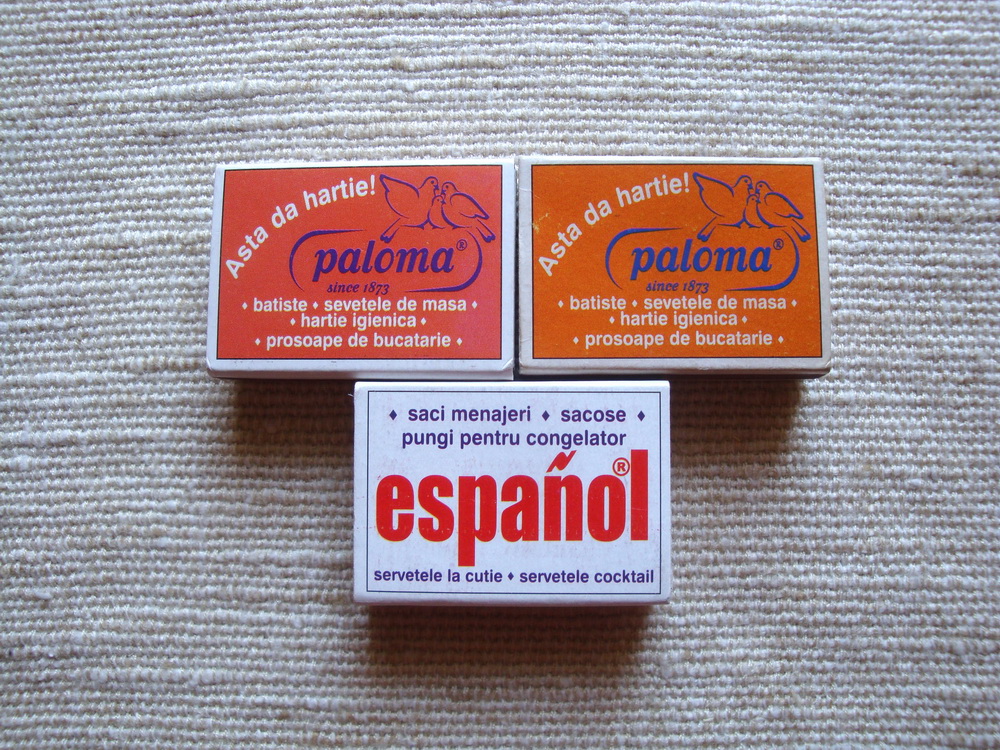 Asta da hartie!
paloma®
since 1873
♦ batiste ♦ sevetele de masa ♦
♦ hartie igienica ♦
♦ prosoape de bucatarie ♦
Asta da hartie!
paloma®
since 1873
♦ batiste ♦ sevetele de masa ♦
♦ hartie igienica ♦
♦ prosoape de bucatarie ♦
♦ saci menajeri ♦ sacose ♦
pungi pentru congelator
español®
servetele la cutie ♦ servetele cocktail